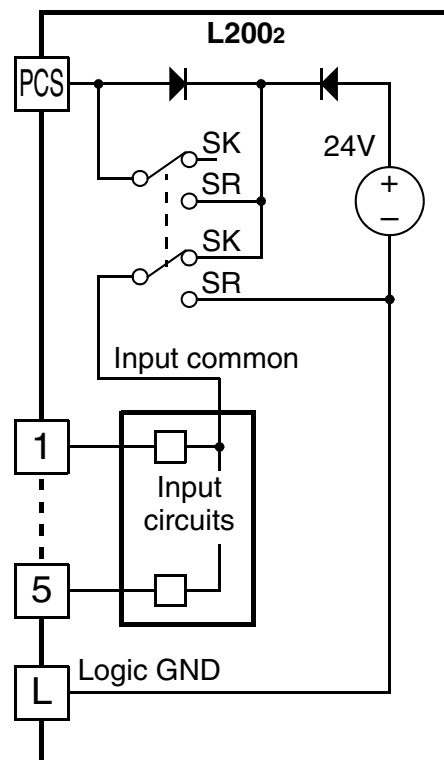 L2002
PCS
SK
24V
SR
+
−
SK
SR
Input common
1
Input
circuits
5
Logic GND
L